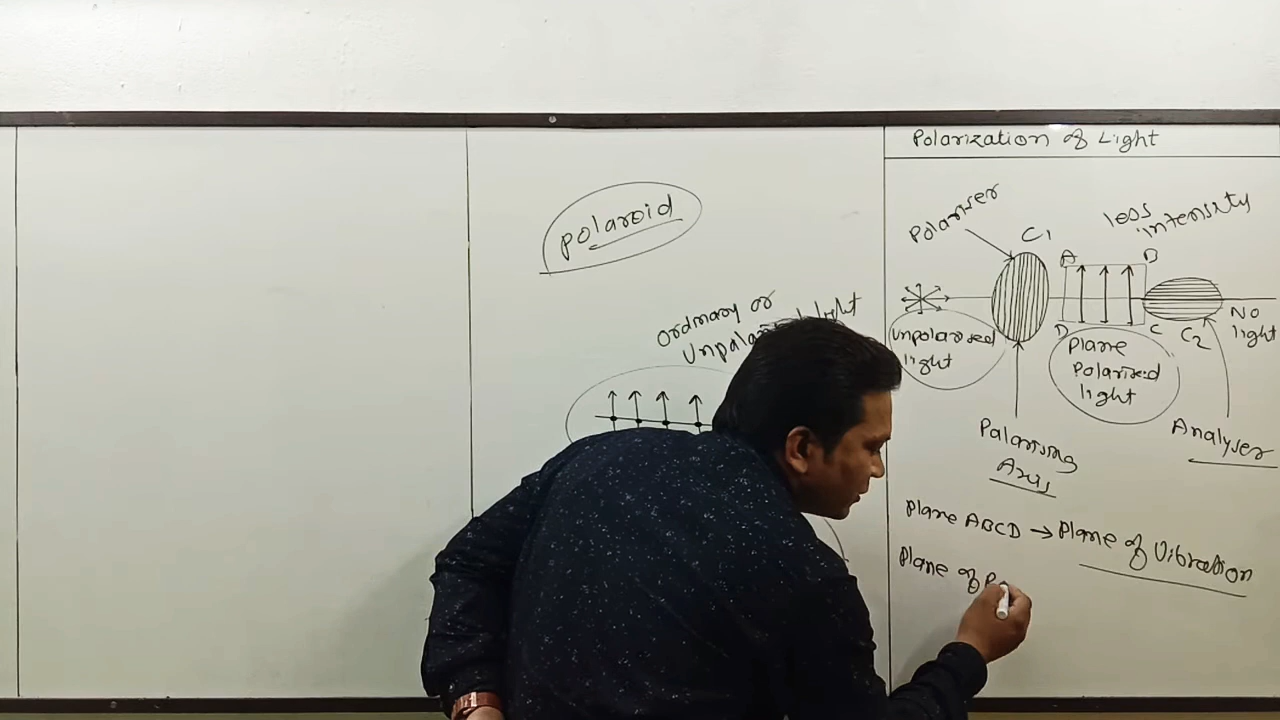 Polarization of Light
polaroid
Polariser
C1
less
intensity
A
B
ordinary or
Unpolarised light
Unpolarised
light
D
C
C2
No
light
Plane
Polarised
light
Polarising
Axis
Analyser
Plane ABCD → Plane of Vibration
Plane of P